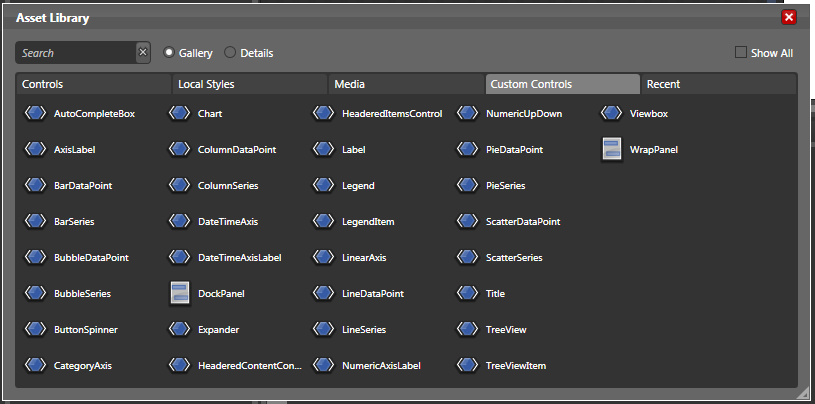 Asset Library
Search
Gallery
Details
Show All
Controls
Local Styles
Media
Custom Controls
Recent
AutoCompleteBox
AxisLabel
BarDataPoint
BarSeries
BubbleDataPoint
BubbleSeries
ButtonSpinner
CategoryAxis
Chart
ColumnDataPoint
ColumnSeries
DateTimeAxis
DateTimeAxisLabel
DockPanel
Expander
HeaderedContentCon...
HeaderedItemsControl
Label
Legend
LegendItem
LinearAxis
LineDataPoint
LineSeries
NumericAxisLabel
NumericUpDown
PieDataPoint
PieSeries
ScatterDataPoint
ScatterSeries
Title
TreeView
TreeViewItem
Viewbox
WrapPanel